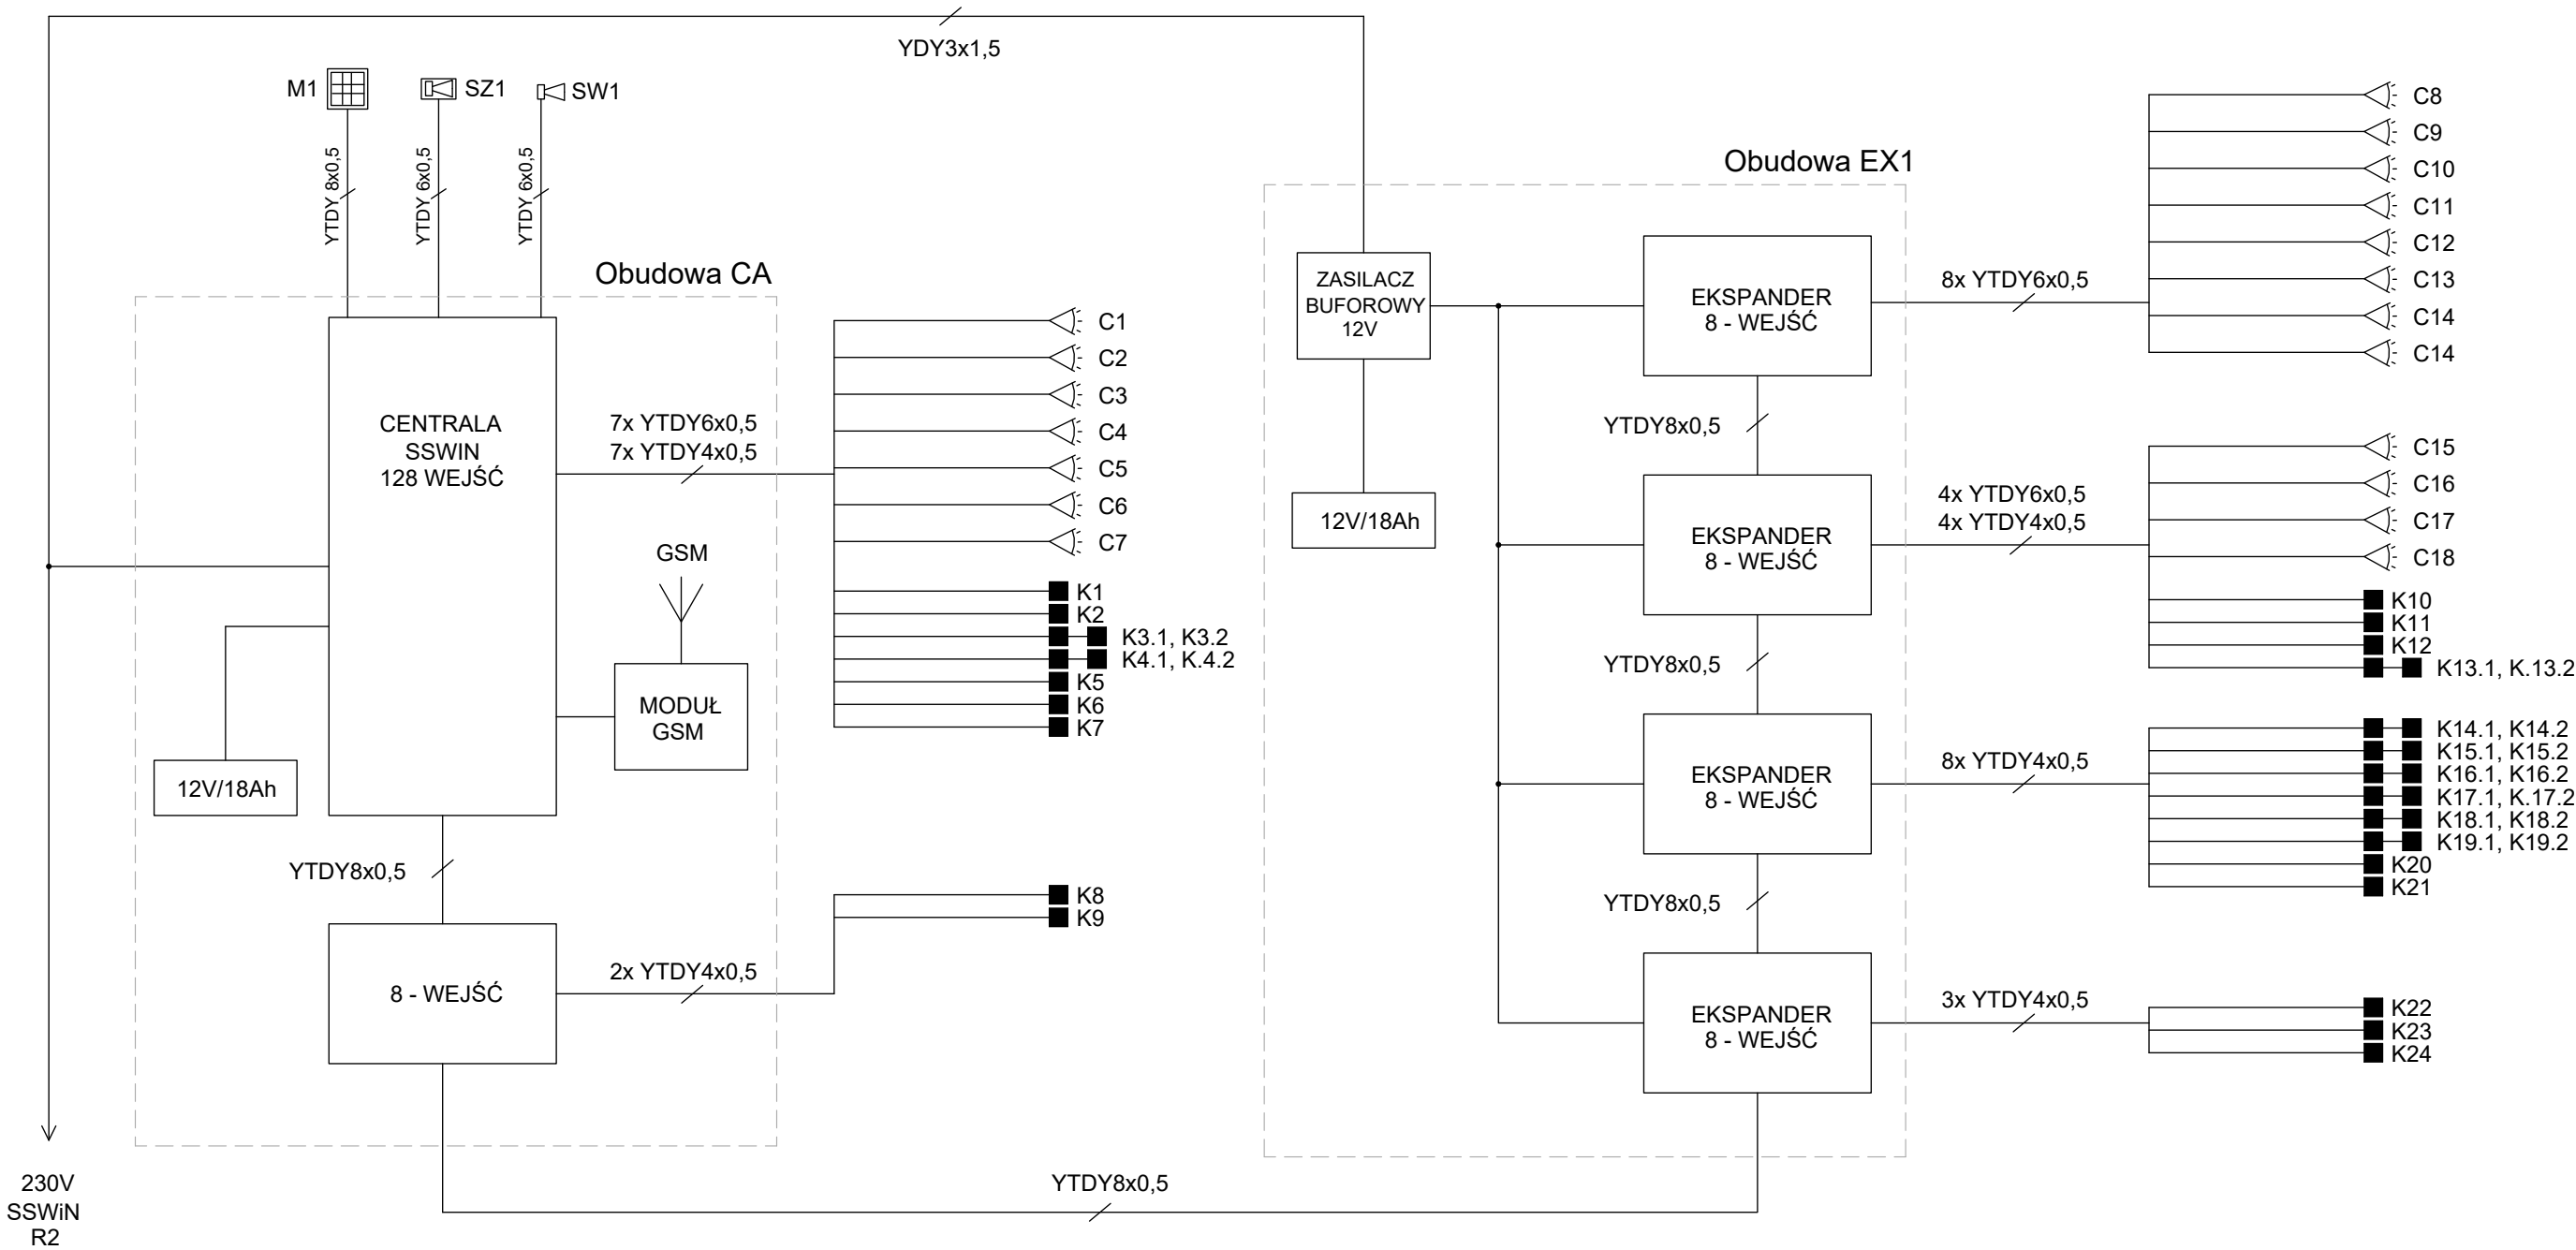 YDY3x1,5
M1
SZ1
SW1
YTDY 8x0,5
YTDY 6x0,5
YTDY 6x0,5
Obudowa CA
CENTRALA
SSWIN
128 WEJŚĆ
7x YTDY6x0,5
7x YTDY4x0,5
GSM
MODUŁ
GSM
12V/18Ah
YTDY8x0,5
8 - WEJŚĆ
2x YTDY4x0,5
C1
C2
C3
C4
C5
C6
C7
K1
K2
K3.1, K3.2
K4.1, K.4.2
K5
K6
K7
K8
K9
230V
SSWiN
R2
YTDY8x0,5
Obudowa EX1
ZASILACZ
BUFOROWY
12V
12V/18Ah
EKSPANDER
8 - WEJŚĆ
8x YTDY6x0,5
C8
C9
C10
C11
C12
C13
C14
C14
YTDY8x0,5
EKSPANDER
8 - WEJŚĆ
4x YTDY6x0,5
4x YTDY4x0,5
C15
C16
C17
C18
K10
K11
K12
K13.1, K.13.2
YTDY8x0,5
EKSPANDER
8 - WEJŚĆ
8x YTDY4x0,5
K14.1, K14.2
K15.1, K15.2
K16.1, K16.2
K17.1, K.17.2
K18.1, K18.2
K19.1, K19.2
K20
K21
YTDY8x0,5
EKSPANDER
8 - WEJŚĆ
3x YTDY4x0,5
K22
K23
K24